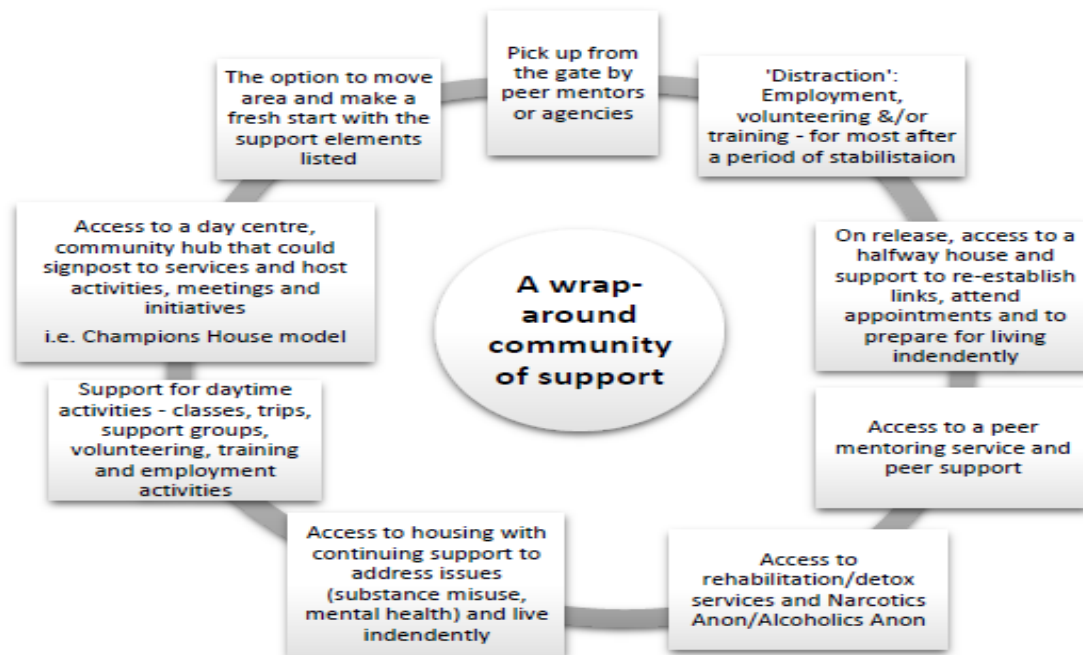 Pick up from
the gate by
peer mentors
or agencies
'Distraction':
Employment,
volunteering &/or
training - for most after
a period of stabilistaion
On release, access to a
halfway house and
support to re-establish
links, attend
appointments and to
prepare for living
indendently
Access to a peer
mentoring service and
peer support
Access to
rehabilitation/detox
services and Narcotics
Anon/Alcoholics Anon
Access to housing with
continuing support to
address issues
(substance misuse,
mental health) and live
indendently
Support for daytime
activities - classes, trips,
support groups,
volunteering, training
and employment
activities
Access to a day centre,
community hub that could
signpost to services and host
activities, meetings and
initiatives
i.e. Champions House model
The option to move
area and make a
fresh start with the
support elements
listed
A wrap-
around
community
of support